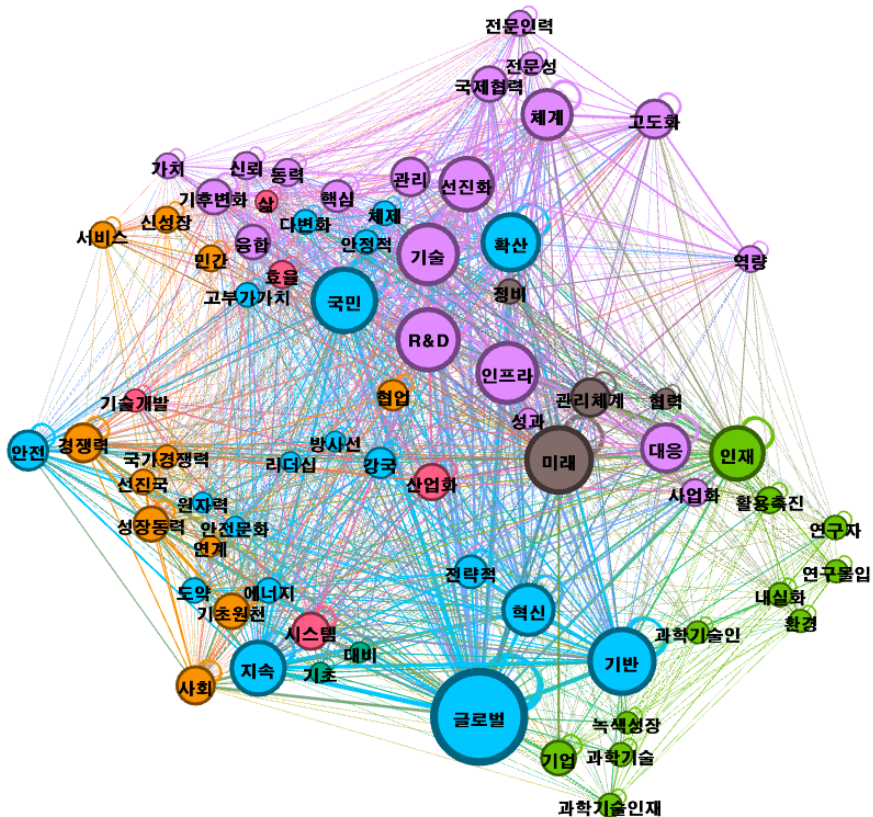 전문인력
전문성
국제협력
체계
고도화
가치
신뢰
동력
핵심
관리
선진화
기후변화
삶
다변화
체제
신성장
서비스
융합
안정적
기술
확산
역량
민간
효율
정비
고부가가치
국민
R&D
인프라
기술개발
협업
관리체계
협력
성과
안전
경쟁력
국가경쟁력
방사선
리더십
강국
미래
대응
인재
선진국
산업화
사업화
활용촉진
원자력
성장동력
안전문화
연구자
연계
전략적
연구몰입
도약
에너지
내실화
기초원천
시스템
혁신
환경
과학기술인
대비
지속
기초
기반
사회
글로벌
녹색성장
기업
과학기술
과학기술인재